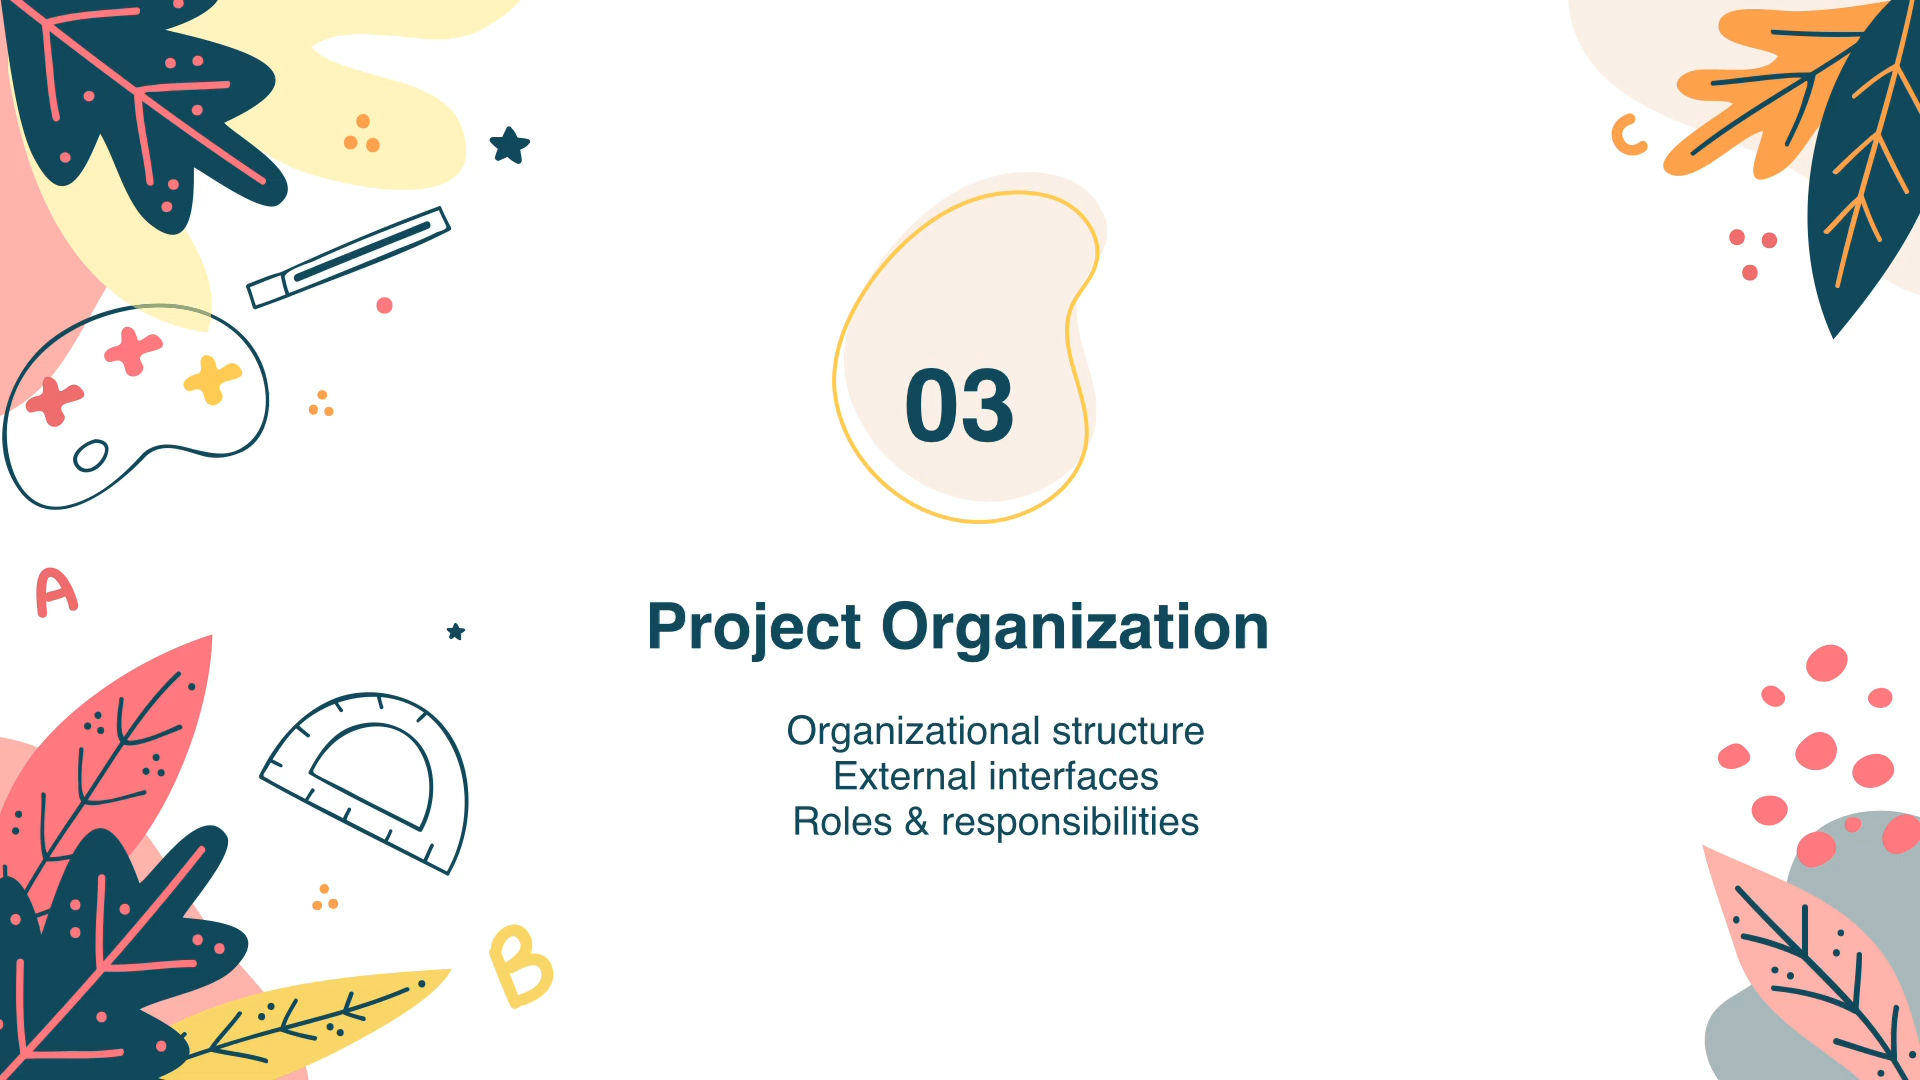 C
03
A
Project Organization
Organizational structure
External interfaces
Roles & responsibilities
B